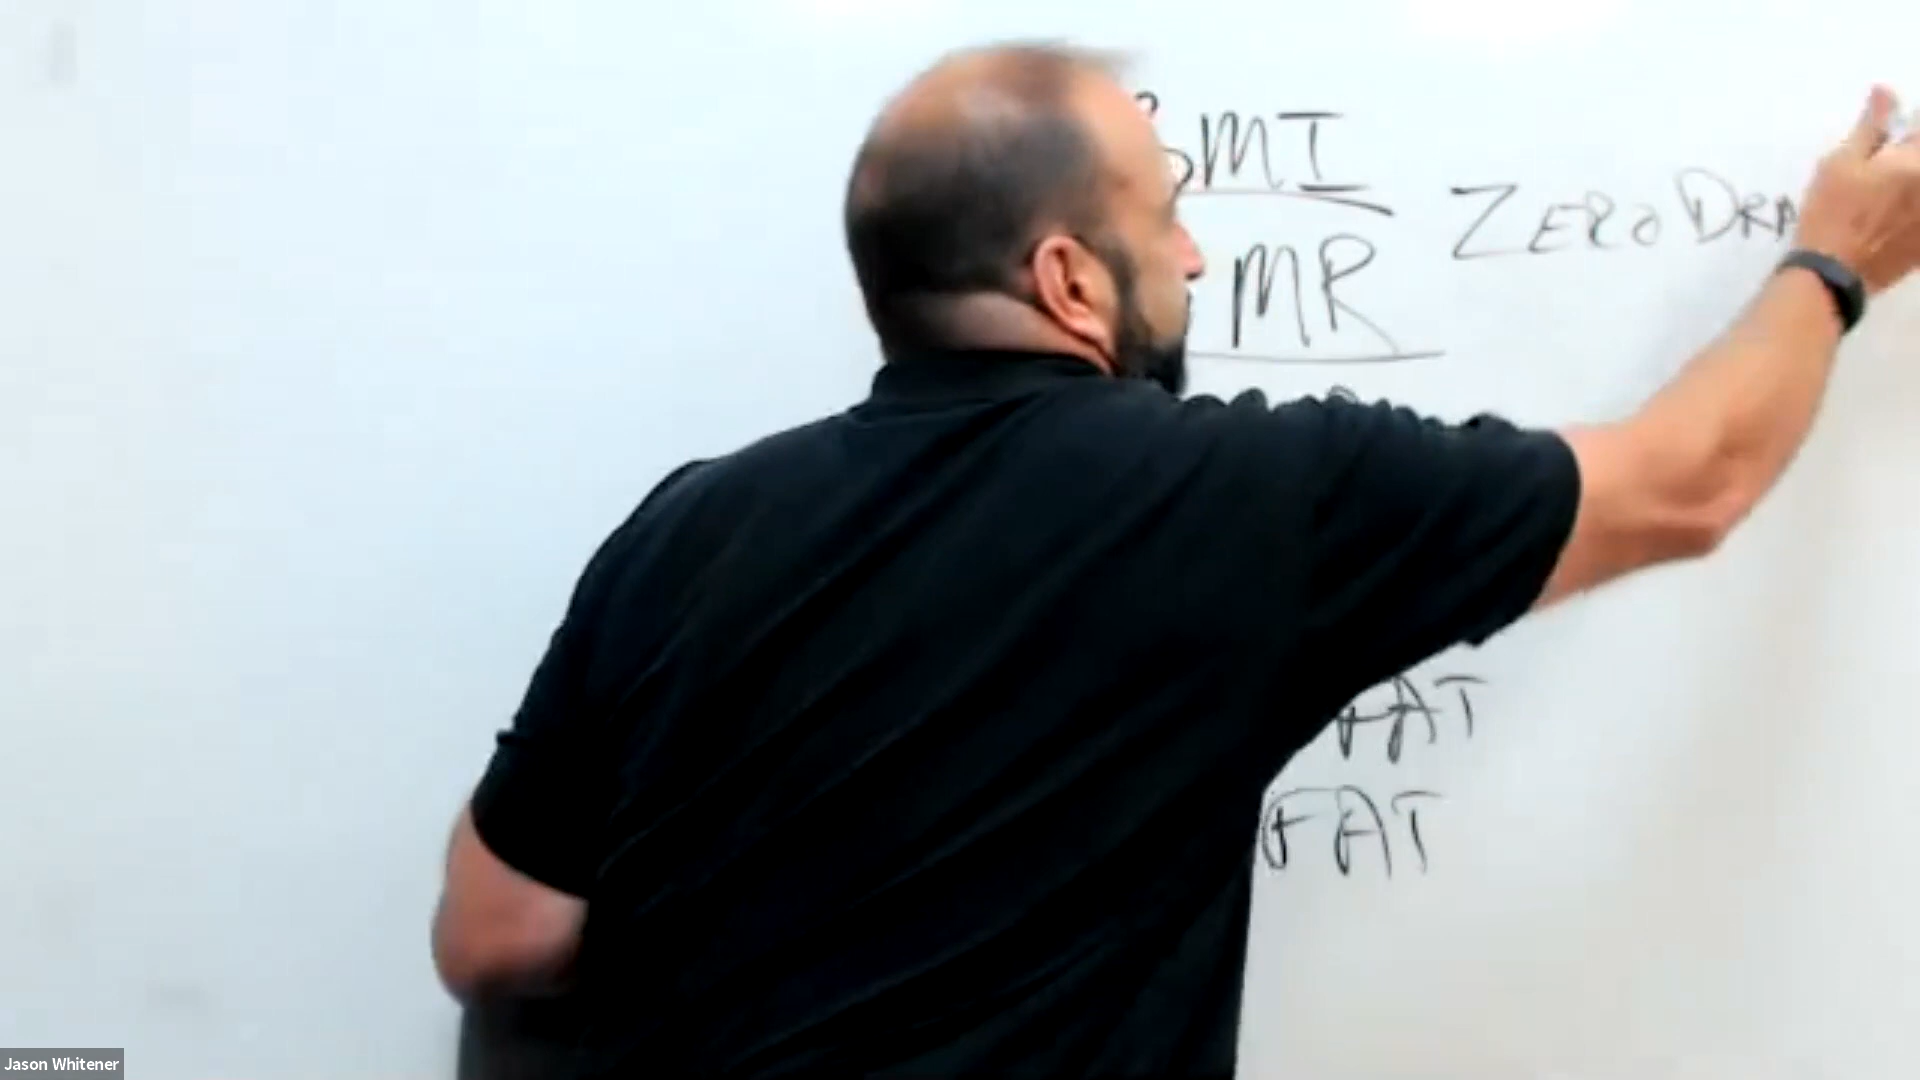 BMI
ZERO DRA
MR
FAT
FAT
Jason Whitener